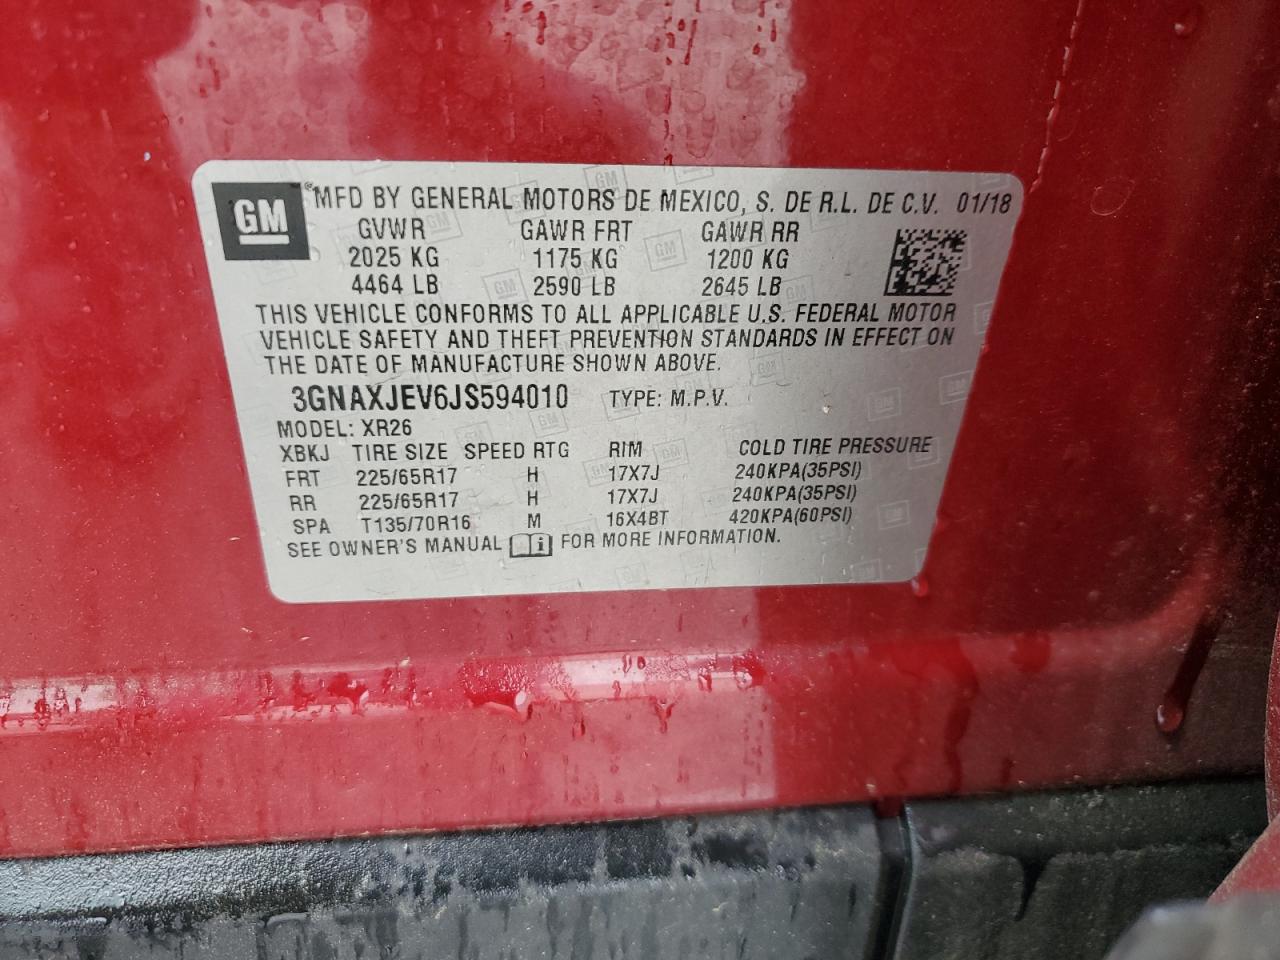 GM
®MFD BY GENERAL MOTORS DE MEXICO, S. DE R.L. DE C.V. 01/18
GVWR GAWR FRT GAWR RR
2025 KG 1175 KG 1200 KG
4464 LB 2590 LB 2645 LB
THIS VEHICLE CONFORMS TO ALL APPLICABLE U.S. FEDERAL MOTOR
VEHICLE SAFETY AND THEFT PREVENTION STANDARDS IN EFFECT ON
THE DATE OF MANUFACTURE SHOWN ABOVE.
3GNAXJEV6JS594010 TYPE: M.P.V.
MODEL: XR26
XBKJ TIRE SIZE SPEED RTG RIM COLD TIRE PRESSURE
FRT 225/65R17 H 17X7J 240KPA(35PSI)
RR 225/65R17 H 17X7J 240KPA(35PSI)
SPA T135/70R16 M 16X4BT 420KPA(60PSI)
SEE OWNER'S MANUAL FOR MORE INFORMATION.